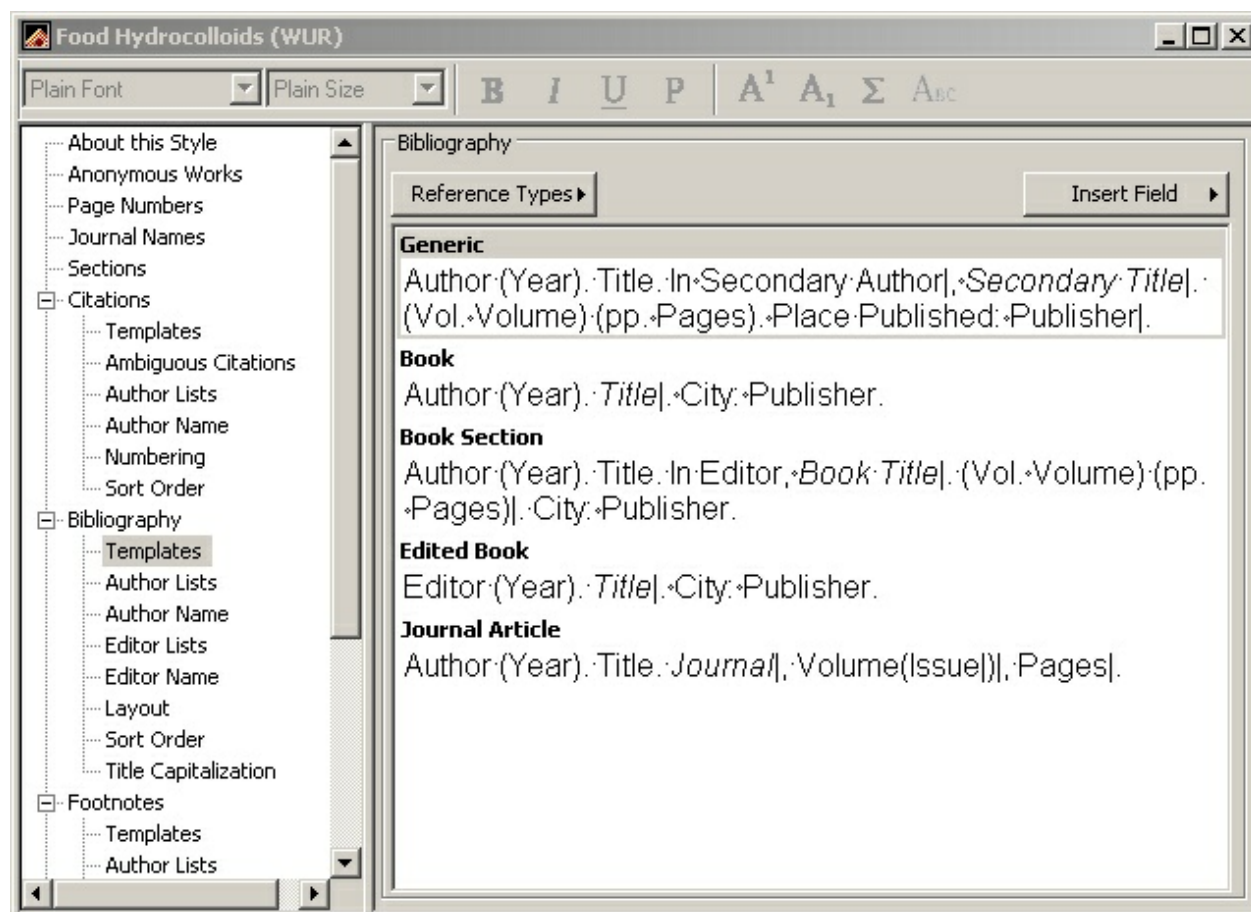 Food Hydrocolloids (WUR)
Plain Font Plain Size B I U P A¹ A₁ Σ ABC
About this Style
Anonymous Works
Page Numbers
Journal Names
Sections
Citations
Templates
Ambiguous Citations
Author Lists
Author Name
Numbering
Sort Order
Bibliography
Templates
Author Lists
Author Name
Editor Lists
Editor Name
Layout
Sort Order
Title Capitalization
Footnotes
Templates
Author Lists
Bibliography
Reference Types Insert Field
Generic
Author·(Year).·Title.·In⋄Secondary·Author|,⋄Secondary·Title|.·
(Vol.⋄Volume)·(pp.⋄Pages).⋄Place·Published:⋄Publisher|.
Book
Author·(Year).·Title|.⋄City:⋄Publisher.
Book Section
Author·(Year).·Title.·In·Editor,⋄Book·Title|.·(Vol.⋄Volume)·(pp.
⋄Pages)|.·City:⋄Publisher.
Edited Book
Editor·(Year).·Title|.⋄City:⋄Publisher.
Journal Article
Author·(Year).·Title.·Journal|,·Volume(Issue|)|,·Pages|.